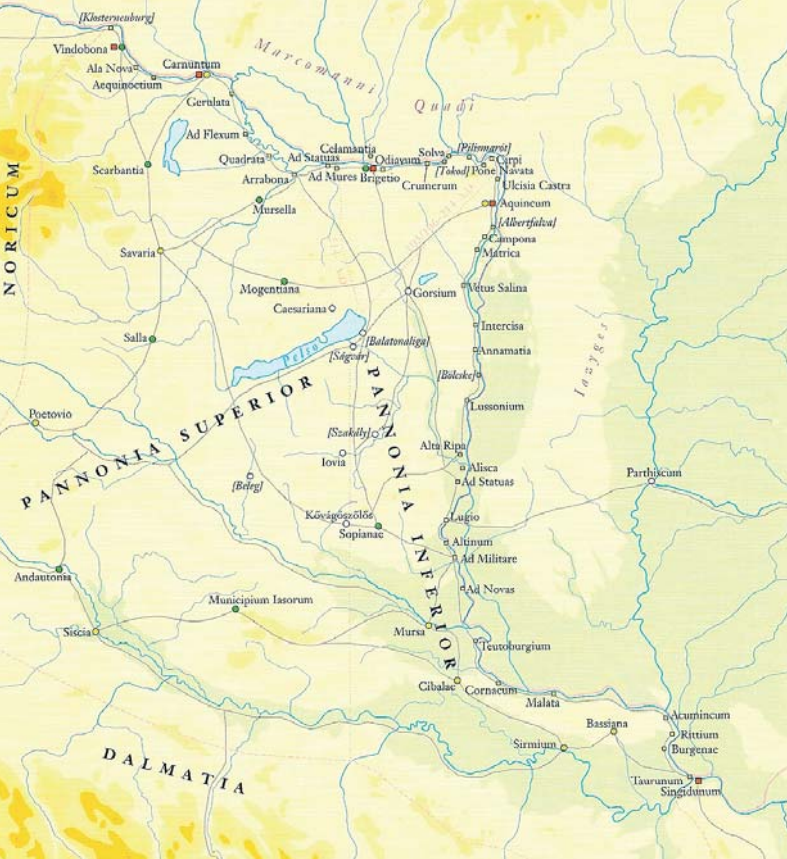 [Klosterneuburg]
Vindobona
Ala Nova
Aequinoctium
Carnuntum
Gerulata
Marcomanni
Quadi
Ad Flexum
Quadrata
Arrabona
Ad Statuas
Ad Mures
Celamantia
Brigetio
Odiavum
Crumerum
Solva
[Tokod]
[Pilismarót]
Pone Navata
Cirpi
Ulcisia Castra
Aquincum
[Albertfalva]
Campona
Matrica
Scarbantia
Mursella
Savaria
NORICUM
Mogentiana
Caesariana
Gorsium
Vetus Salina
Intercisa
Annamatia
[Bölcske]
Lussonium
Iazyges
Salla
Pelso
[Balatonaliga]
[Ságvár]
Poetovio
PANNONIA SUPERIOR
PANNONIA INFERIOR
[Szakály]
Iovia
[Beleg]
Alta Ripa
Alisca
Ad Statuas
Parthiscum
Kővágószőlős
Sopianae
Lugio
Altinum
Ad Militare
Ad Novas
Andautonia
Siscia
Municipium Iasorum
Mursa
Teutoburgium
Cibalae
Cornacum
Malata
Acumincum
Rittium
Burgenae
Bassiana
Sirmium
Taurunum
Singidunum
DALMATIA